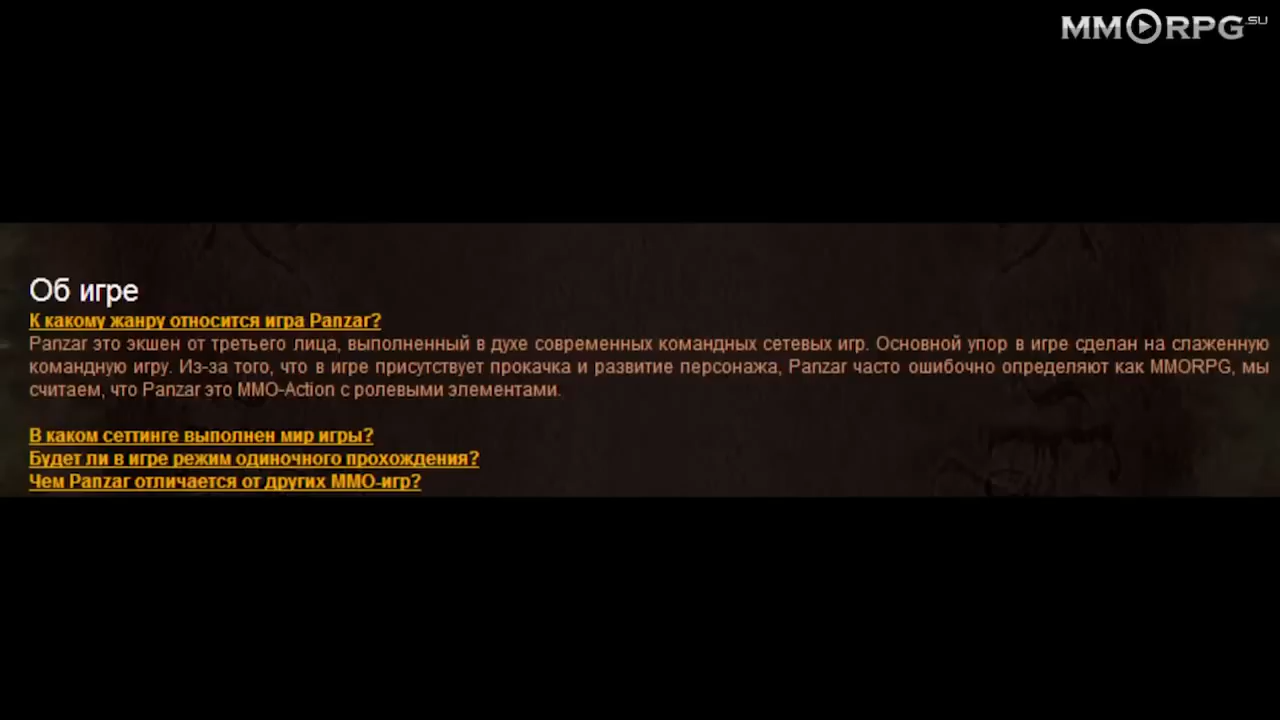 MMORPG.SU
Об игре
К какому жанру относится игра Panzar?
Panzar это экшен от третьего лица, выполненный в духе современных командных сетевых игр. Основной упор в игре сделан на слаженную
командную игру. Из-за того, что в игре присутствует прокачка и развитие персонажа, Panzar часто ошибочно определяют как MMORPG, мы
считаем, что Panzar это MMO-Action с ролевыми элементами.
В каком сеттинге выполнен мир игры?
Будет ли в игре режим одиночного прохождения?
Чем Panzar отличается от других ММО-игр?